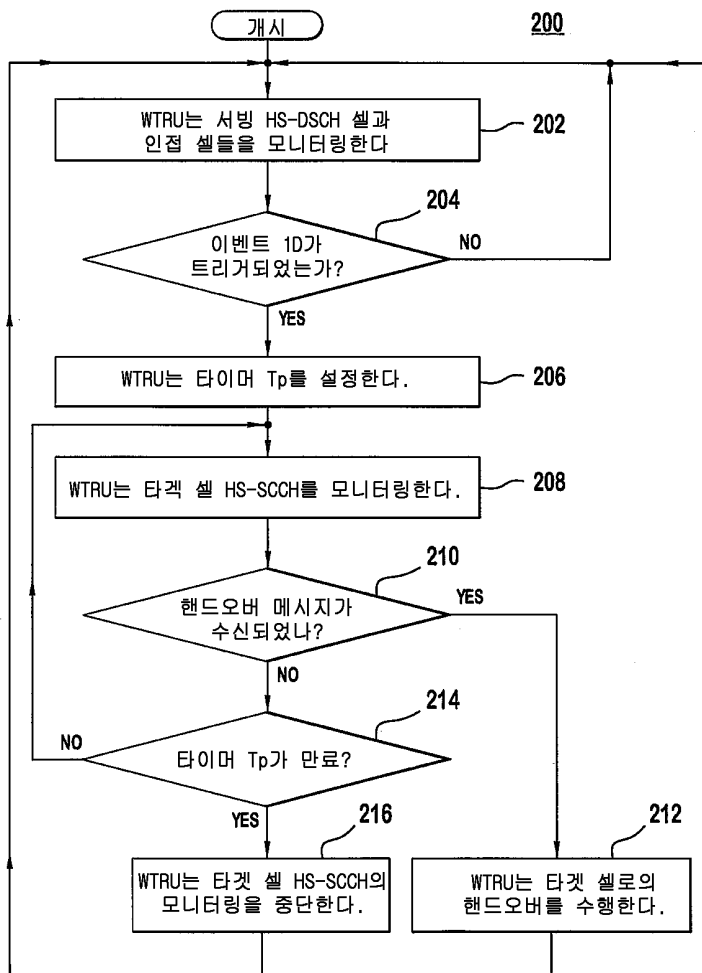 개시
200
WTRU는 서빙 HS-DSCH 셀과
인접 셀들을 모니터링한다
202
204
이벤트 1D가
트리거되었는가?
NO
YES
WTRU는 타이머 Tp를 설정한다.
206
WTRU는 타겍 셀 HS-SCCH를 모니터링한다.
208
210
핸드오버 메시지가
수신되었나?
YES
NO
214
타이머 Tp가 만료?
NO
YES
216
WTRU는 타겟 셀 HS-SCCH의
모니터링을 중단한다.
212
WTRU는 타겟 셀로의
핸드오버를 수행한다.